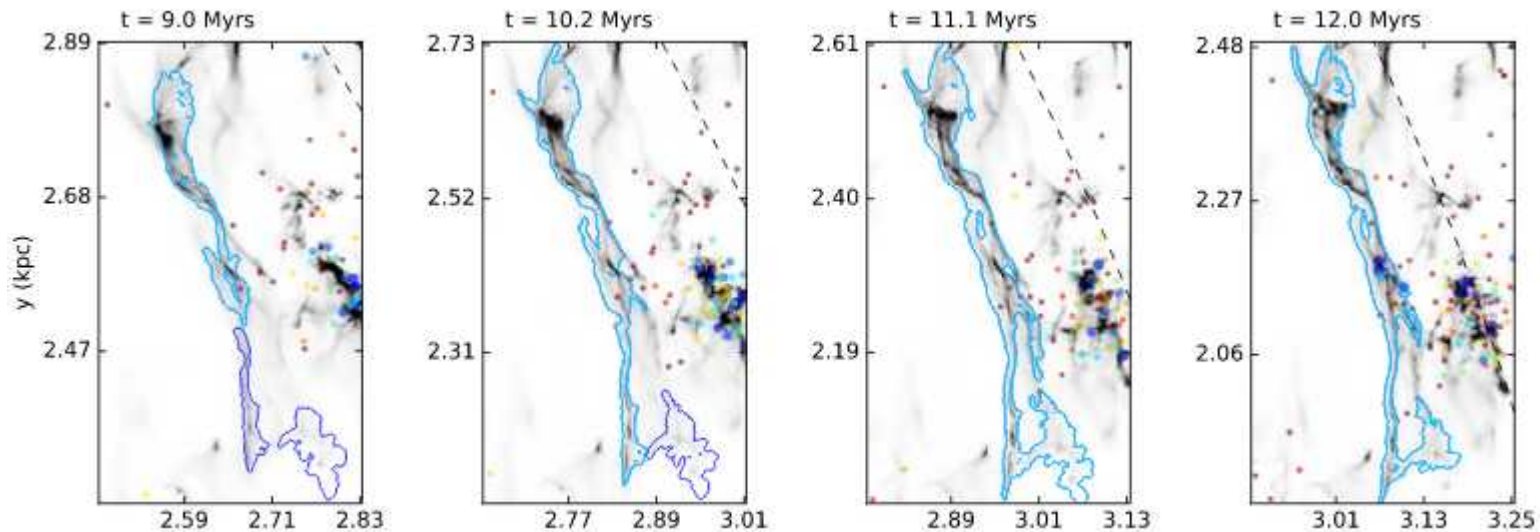 t = 9.0 Myrs
t = 10.2 Myrs
t = 11.1 Myrs
t = 12.0 Myrs
y (kpc)
2.89
2.68
2.47
2.73
2.52
2.31
2.61
2.40
2.19
2.48
2.27
2.06
2.59 2.71 2.83
2.77 2.89 3.01
2.89 3.01 3.13
3.01 3.13 3.25